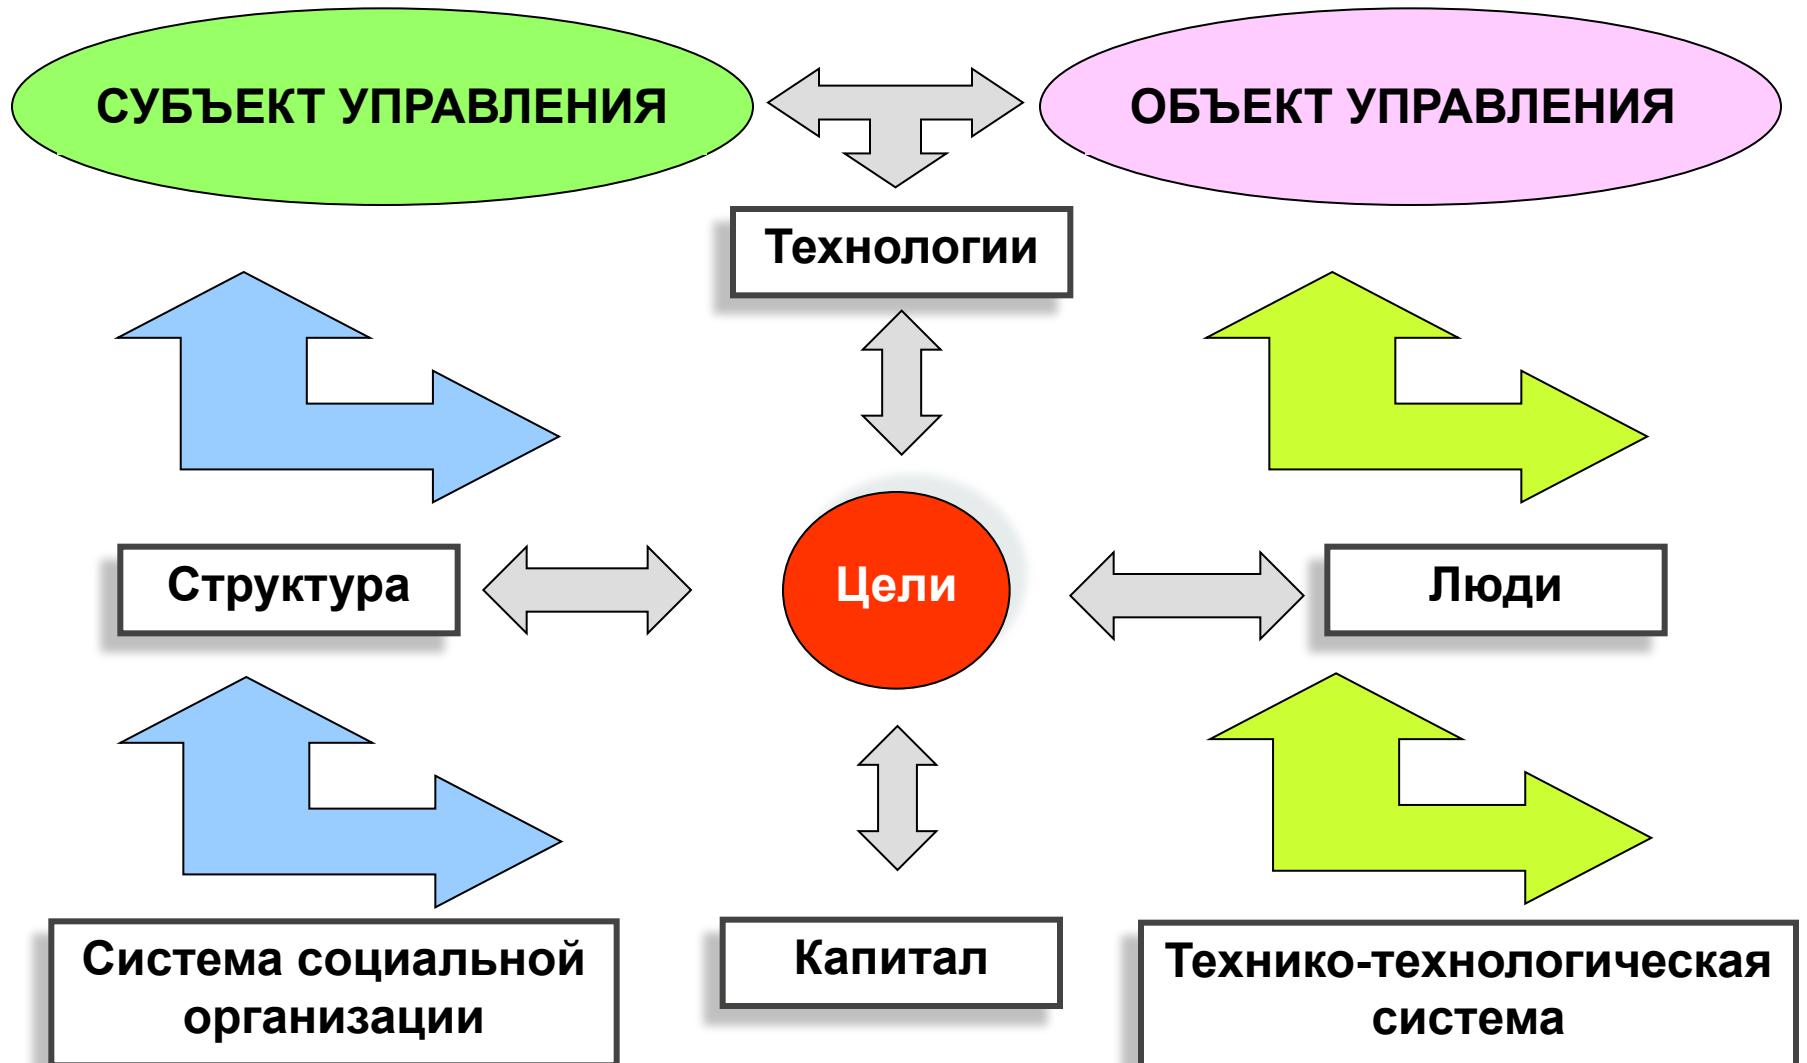 СУБЪЕКТ УПРАВЛЕНИЯ
ОБЪЕКТ УПРАВЛЕНИЯ
Технологии
Структура
Цели
Люди
Система социальной
организации
Капитал
Технико-технологическая
система